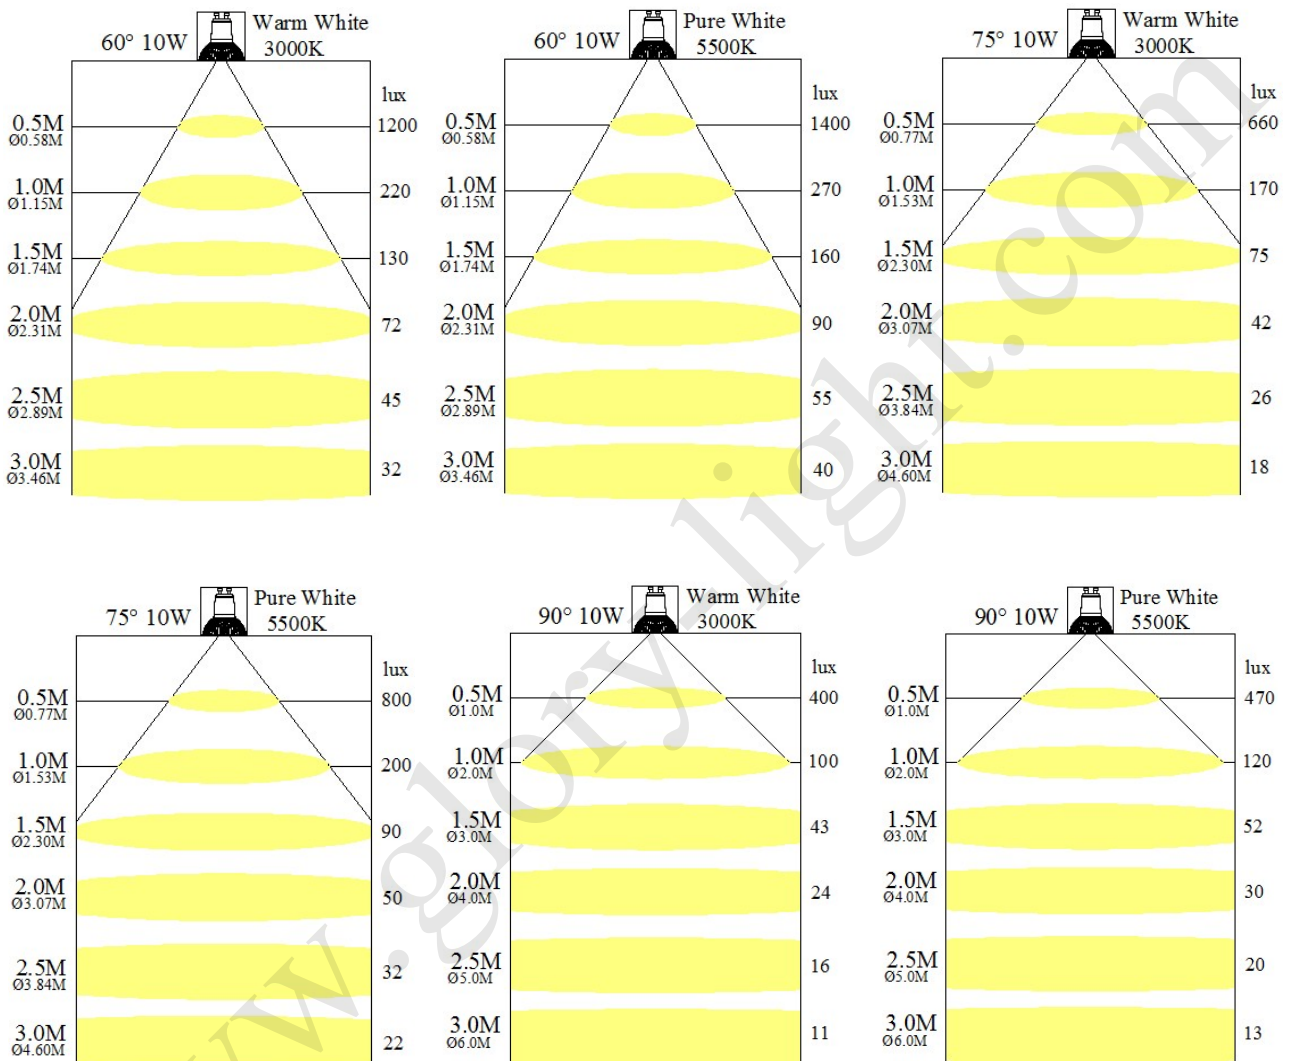 60° 10W
Warm White
3000K
lux
0.5M
Ø0.58M
1200
1.0M
Ø1.15M
220
1.5M
Ø1.74M
130
2.0M
Ø2.31M
72
2.5M
Ø2.89M
45
3.0M
Ø3.46M
32
60° 10W
Pure White
5500K
lux
0.5M
Ø0.58M
1400
1.0M
Ø1.15M
270
1.5M
Ø1.74M
160
2.0M
Ø2.31M
90
2.5M
Ø2.89M
55
3.0M
Ø3.46M
40
75° 10W
Warm White
3000K
lux
0.5M
Ø0.77M
660
1.0M
Ø1.53M
170
1.5M
Ø2.30M
75
2.0M
Ø3.07M
42
2.5M
Ø3.84M
26
3.0M
Ø4.60M
18
75° 10W
Pure White
5500K
lux
0.5M
Ø0.77M
800
1.0M
Ø1.53M
200
1.5M
Ø2.30M
90
2.0M
Ø3.07M
50
2.5M
Ø3.84M
32
3.0M
Ø4.60M
22
90° 10W
Warm White
3000K
lux
0.5M
Ø1.0M
400
1.0M
Ø2.0M
100
1.5M
Ø3.0M
43
2.0M
Ø4.0M
24
2.5M
Ø5.0M
16
3.0M
Ø6.0M
11
90° 10W
Pure White
5500K
lux
0.5M
Ø1.0M
470
1.0M
Ø2.0M
120
1.5M
Ø3.0M
52
2.0M
Ø4.0M
30
2.5M
Ø5.0M
20
3.0M
Ø6.0M
13
w.glory-light.com